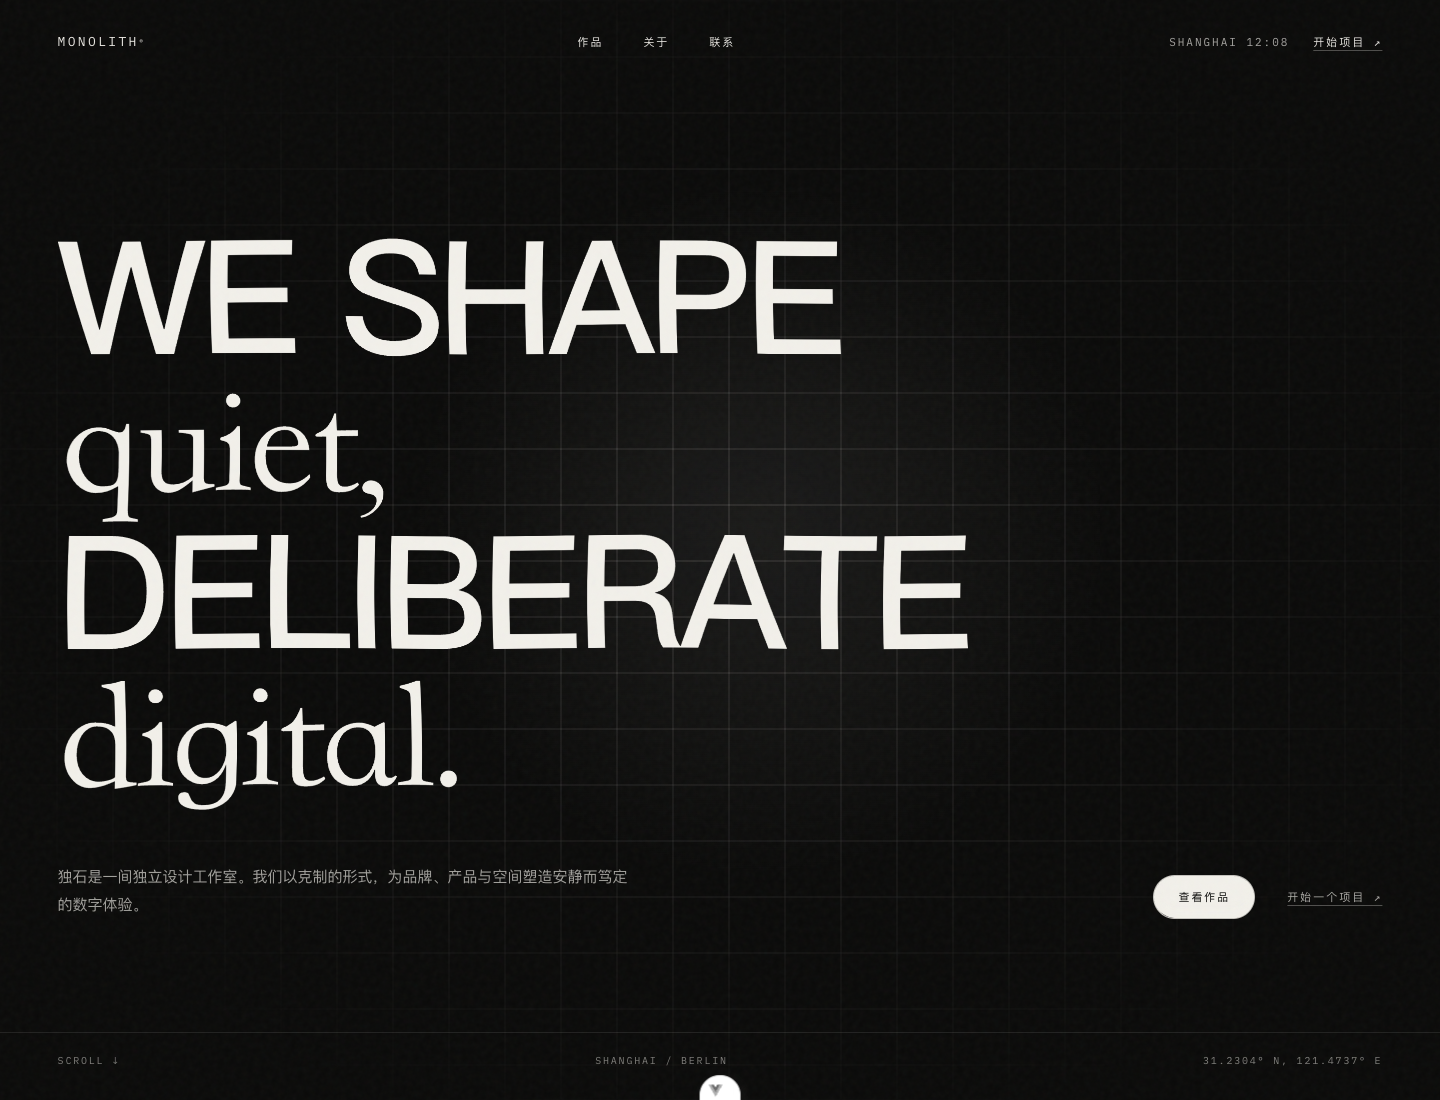 MONOLITH®
作品 关于 联系
SHANGHAI 12:08 开始项目 ↗
WE SHAPE
quiet,
DELIBERATE
digital.
独石是一间独立设计工作室。我们以克制的形式，为品牌、产品与空间塑造安静而笃定
的数字体验。
查看作品 开始一个项目 ↗
SCROLL ↓
SHANGHAI / BERLIN
31.2304° N, 121.4737° E